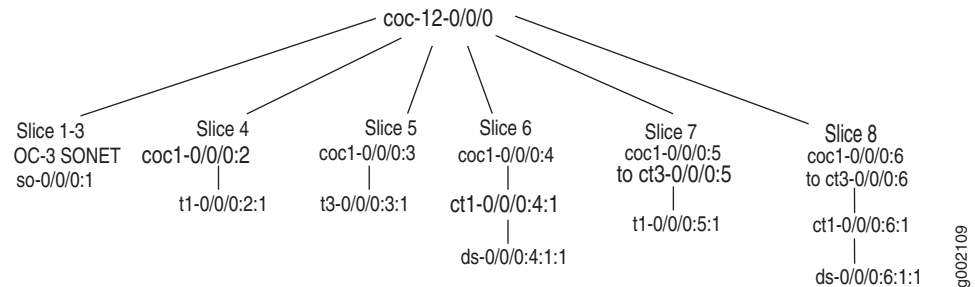 coc-12-0/0/0
Slice 1-3
OC-3 SONET
so-0/0/0:1
Slice 4
coc1-0/0/0:2
t1-0/0/0:2:1
Slice 5
coc1-0/0/0:3
t3-0/0/0:3:1
Slice 6
coc1-0/0/0:4
ct1-0/0/0:4:1
ds-0/0/0:4:1:1
Slice 7
coc1-0/0/0:5
to ct3-0/0/0:5
t1-0/0/0:5:1
Slice 8
coc1-0/0/0:6
to ct3-0/0/0:6
ct1-0/0/0:6:1
ds-0/0/0:6:1:1
g002109